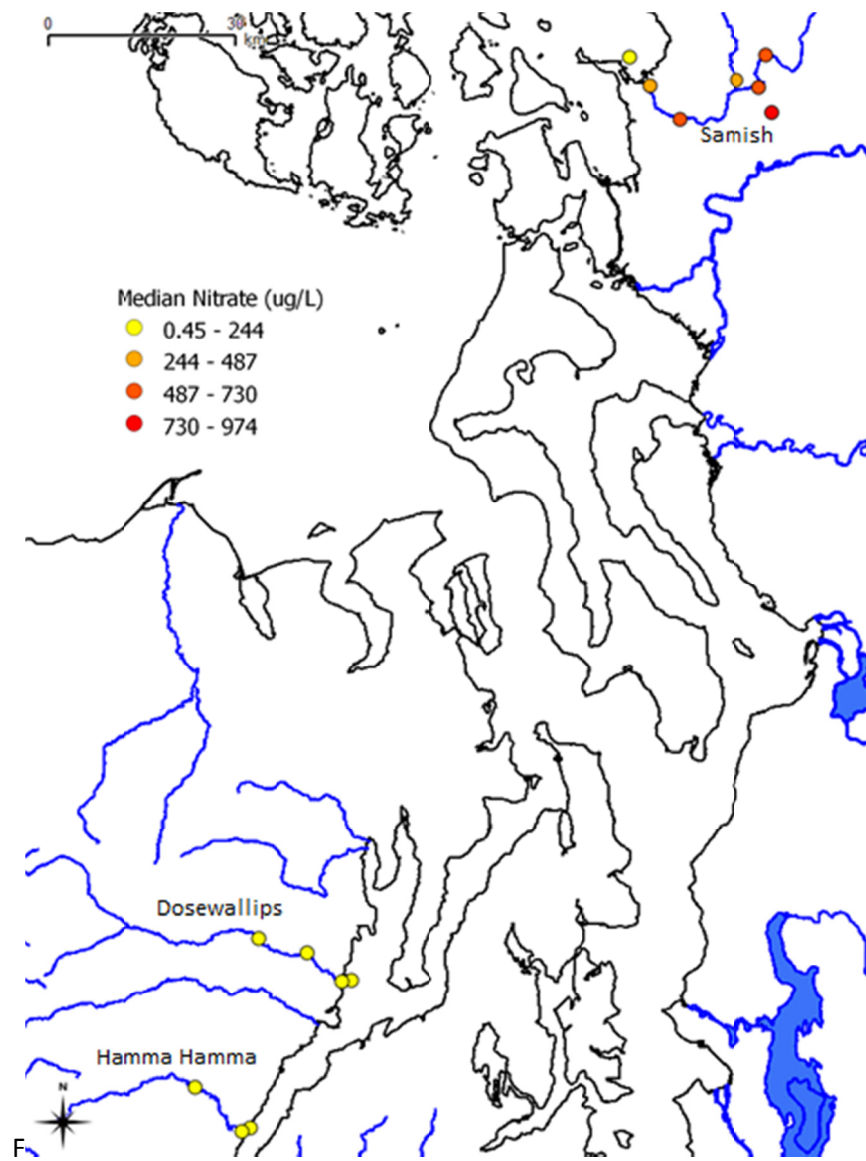 0 30
km
Samish
Median Nitrate (ug/L)
0.45 - 244
244 - 487
487 - 730
730 - 974
Dosewallips
Hamma Hamma
N
F